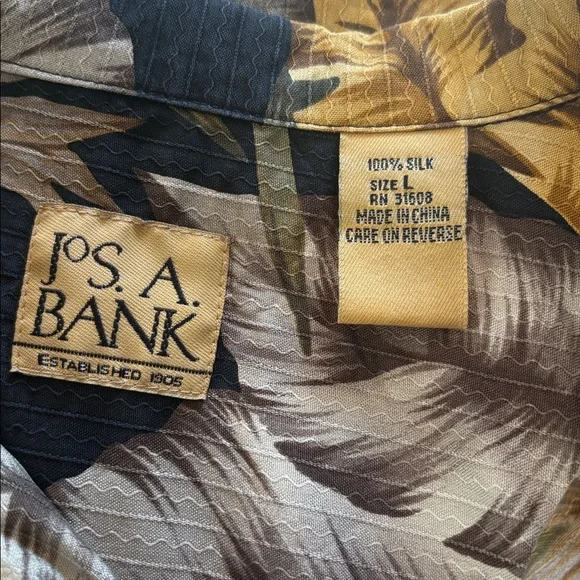 JOS. A.
BANK
ESTABLISHED 1905
100% SILK
SIZE L
RN 31608
MADE IN CHINA
CARE ON REVERSE